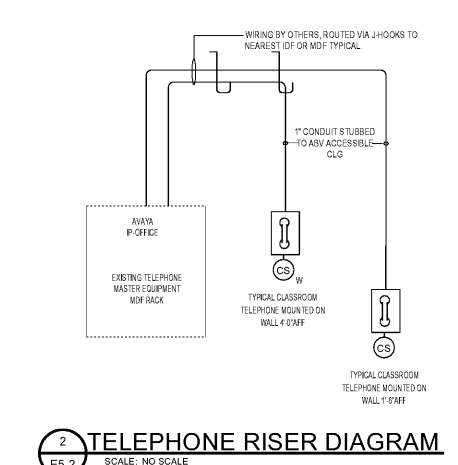 WIRING BY OTHERS, ROUTED VIA J-HOOKS TO
NEAREST IDF OR MDF TYPICAL.
1" CONDUIT STUBBED
TO ABV ACCESSIBLE
CLG
AVAYA
IP-OFFICE
EXISTING TELEPHONE
MASTER EQUIPMENT
MDF RACK
CS
W
TYPICAL CLASSROOM
TELEPHONE MOUNTED ON
WALL 4'-0"AFF
CS
TYPICAL CLASSROOM
TELEPHONE MOUNTED ON
WALL 1'-6"AFF
2
E5.2
TELEPHONE RISER DIAGRAM
SCALE: NO SCALE